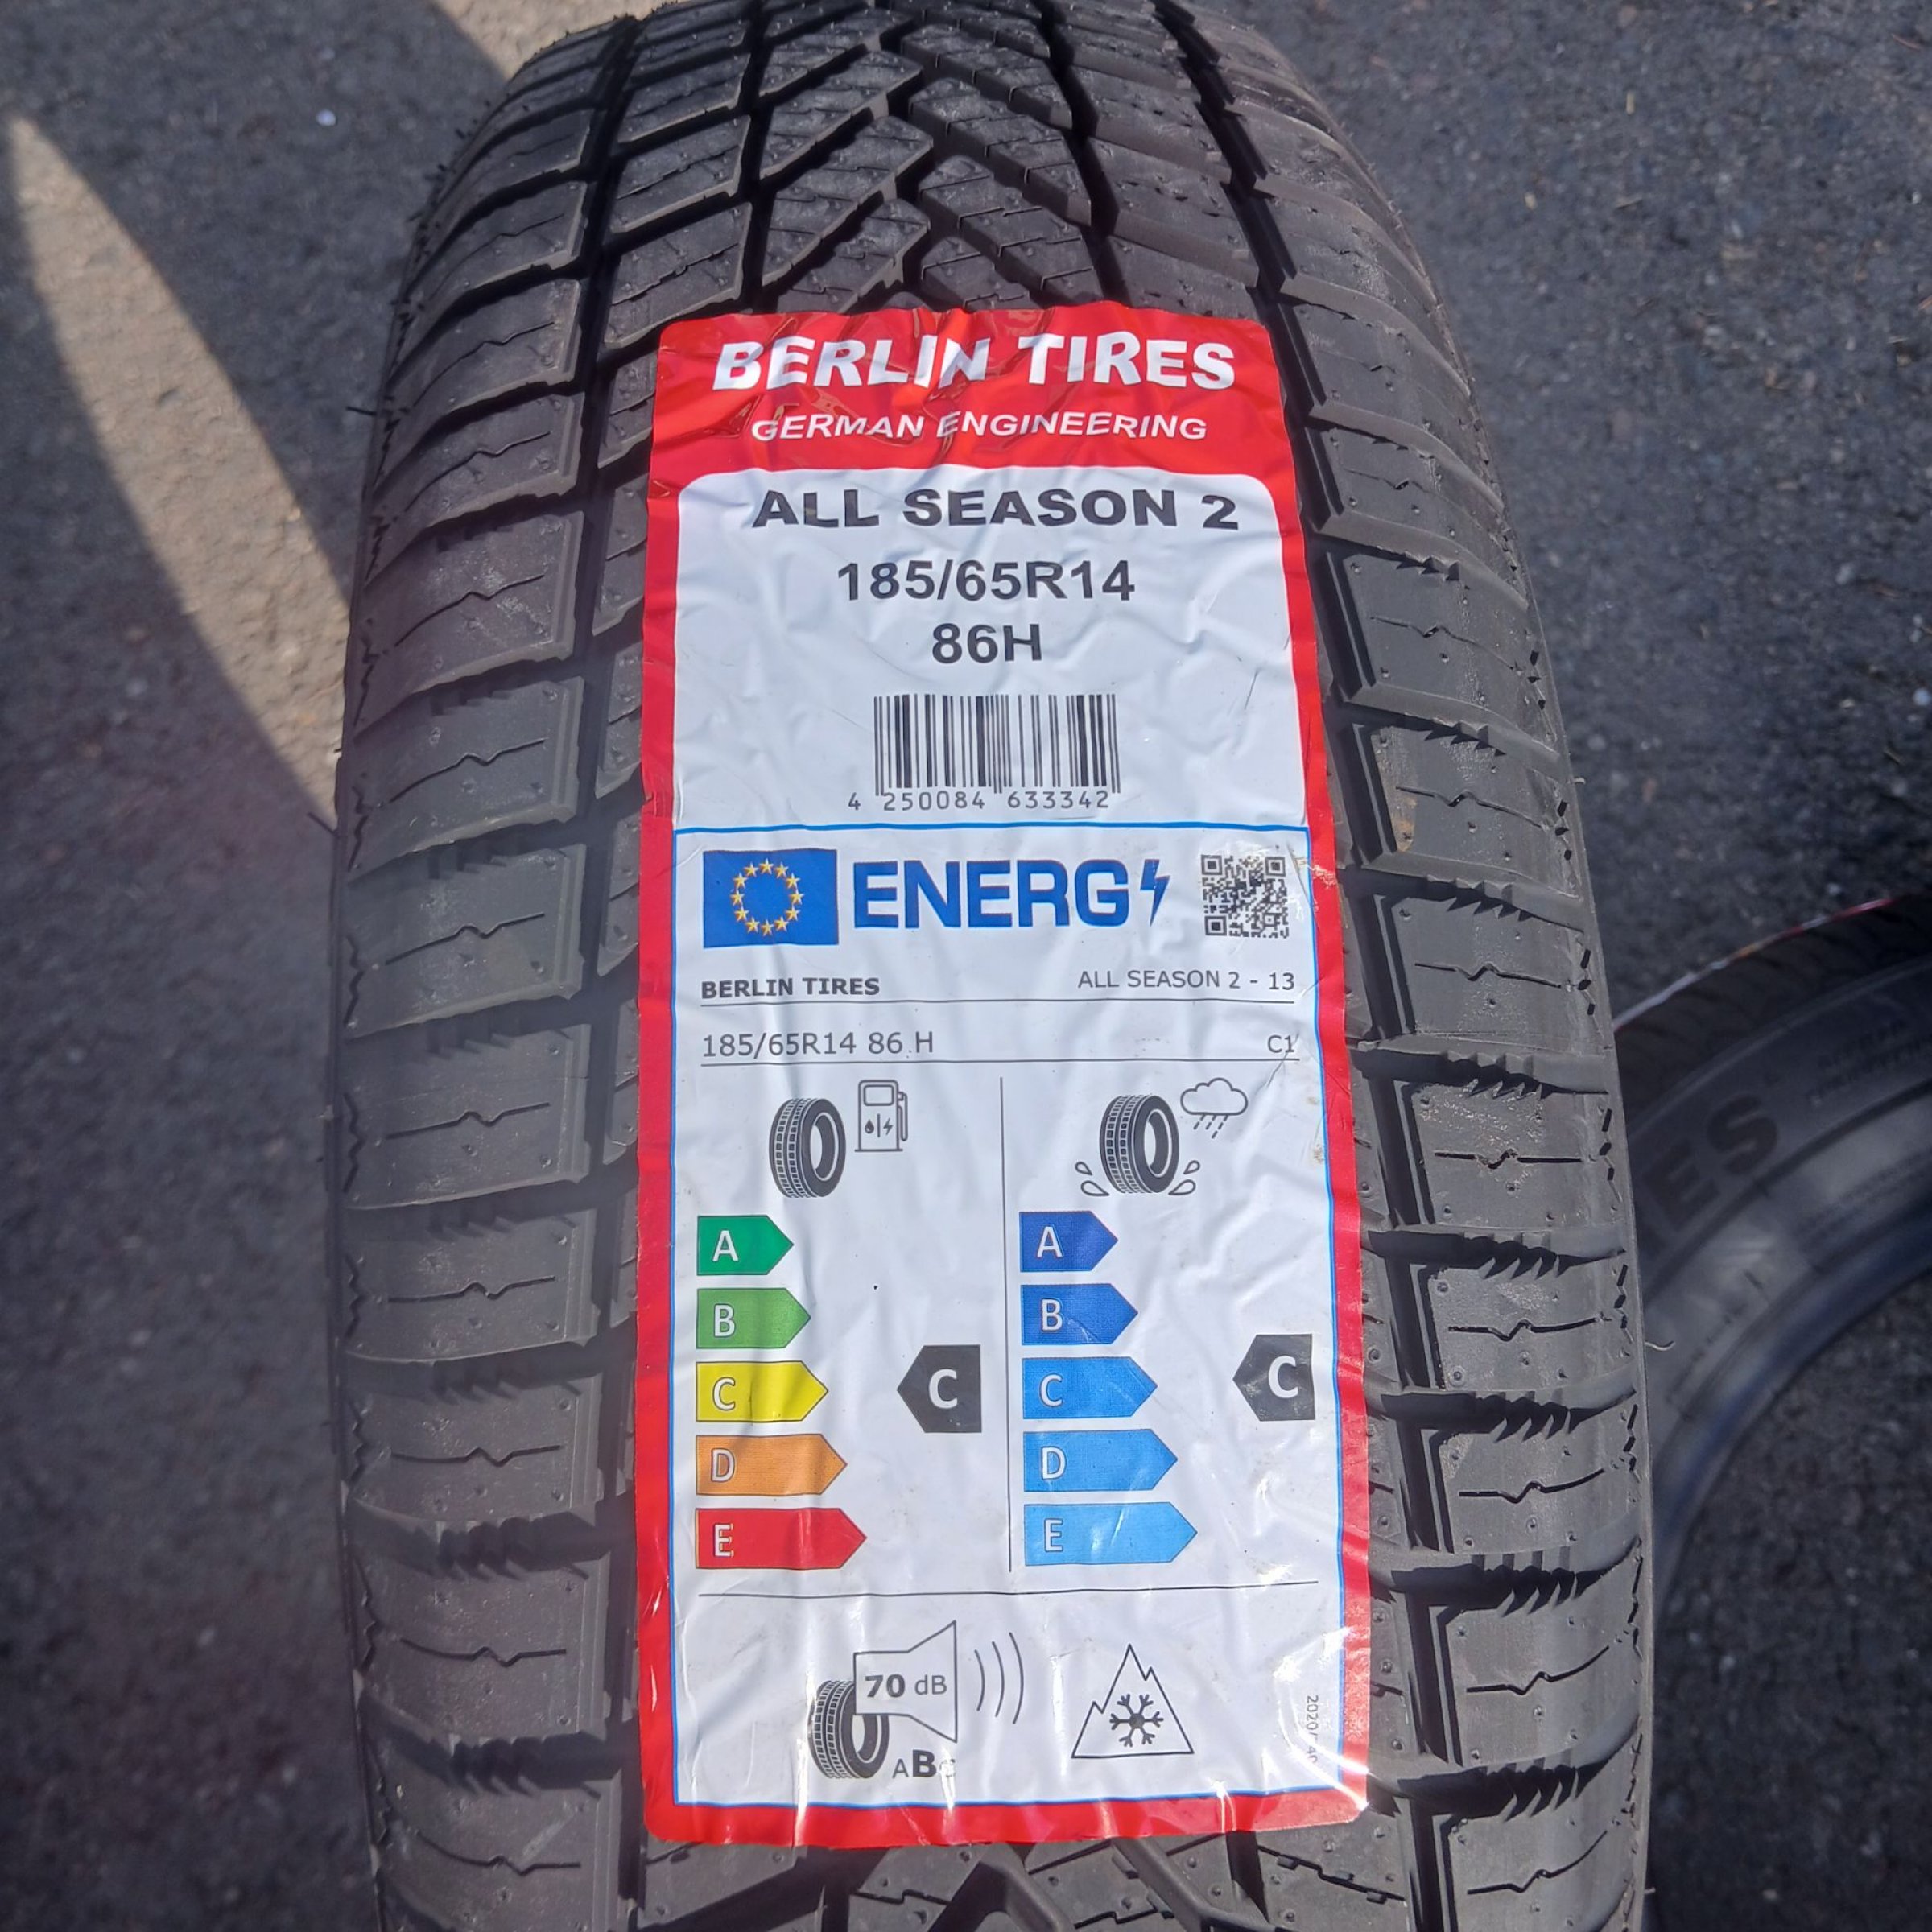 BERLIN TIRES
GERMAN ENGINEERING
ALL SEASON 2
185/65R14
86H
4 250084 633342
ENERG
BERLIN TIRES ALL SEASON 2 - 13
185/65R14 86 H C1
A A
B B
C C C C
D D
E E
70 dB
ABC